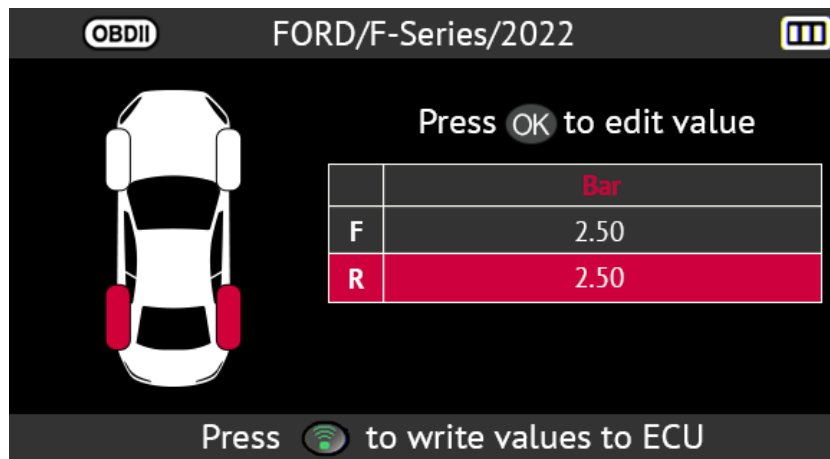 OBDII FORD/F-Series/2022
Press OK to edit value
Bar
F 2.50
R 2.50
Press to write values to ECU